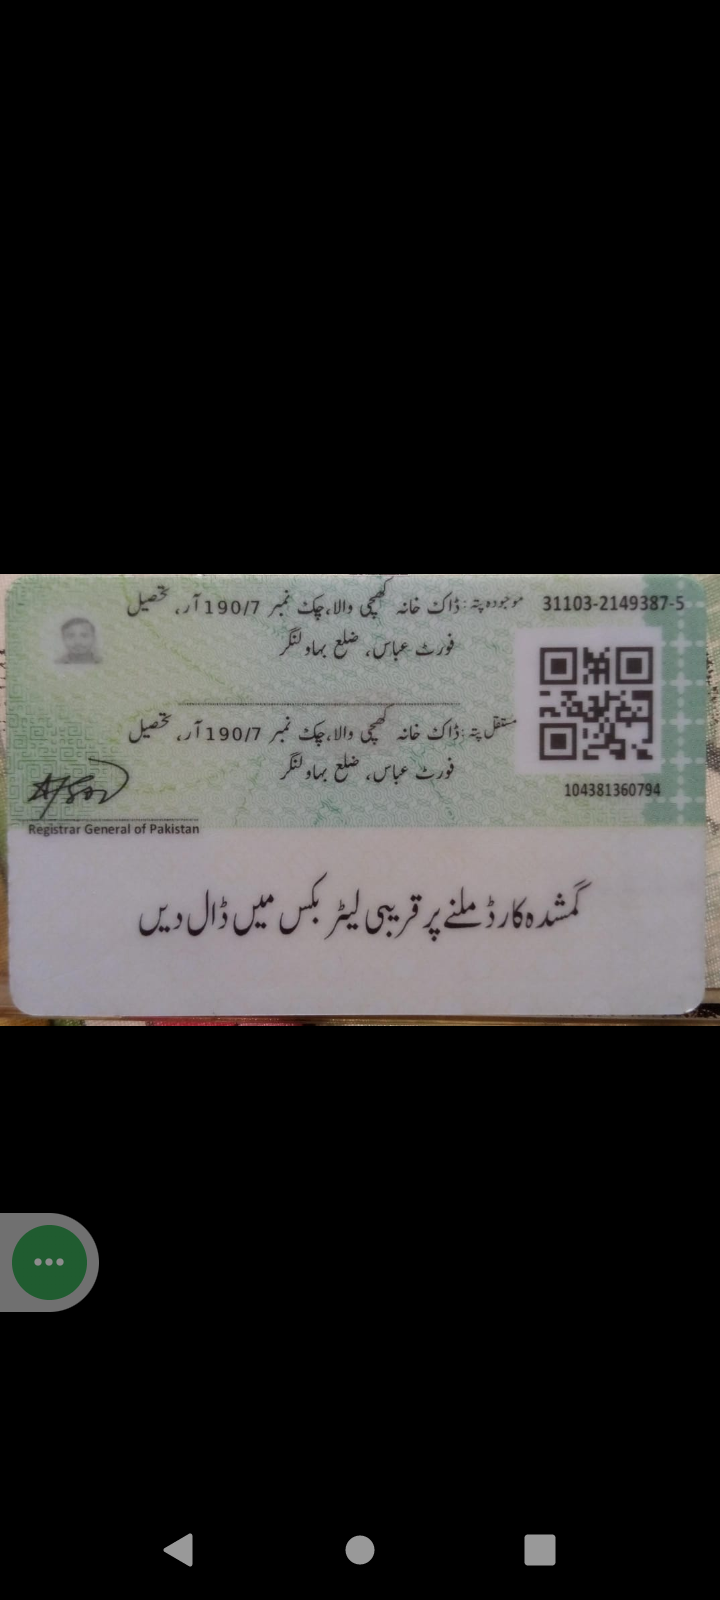 31103-2149387-5
موجودہ پتہ: ڈاک خانہ کھچی والا، چک نمبر 190/7 آر، تحصیل
فورٹ عباس، ضلع بہاولنگر
مستقل پتہ: ڈاک خانہ کھچی والا، چک نمبر 190/7 آر، تحصیل
فورٹ عباس، ضلع بہاولنگر
104381360794
Registrar General of Pakistan
گمشدہ کارڈ ملنے پر قریبی لیٹر بکس میں ڈال دیں